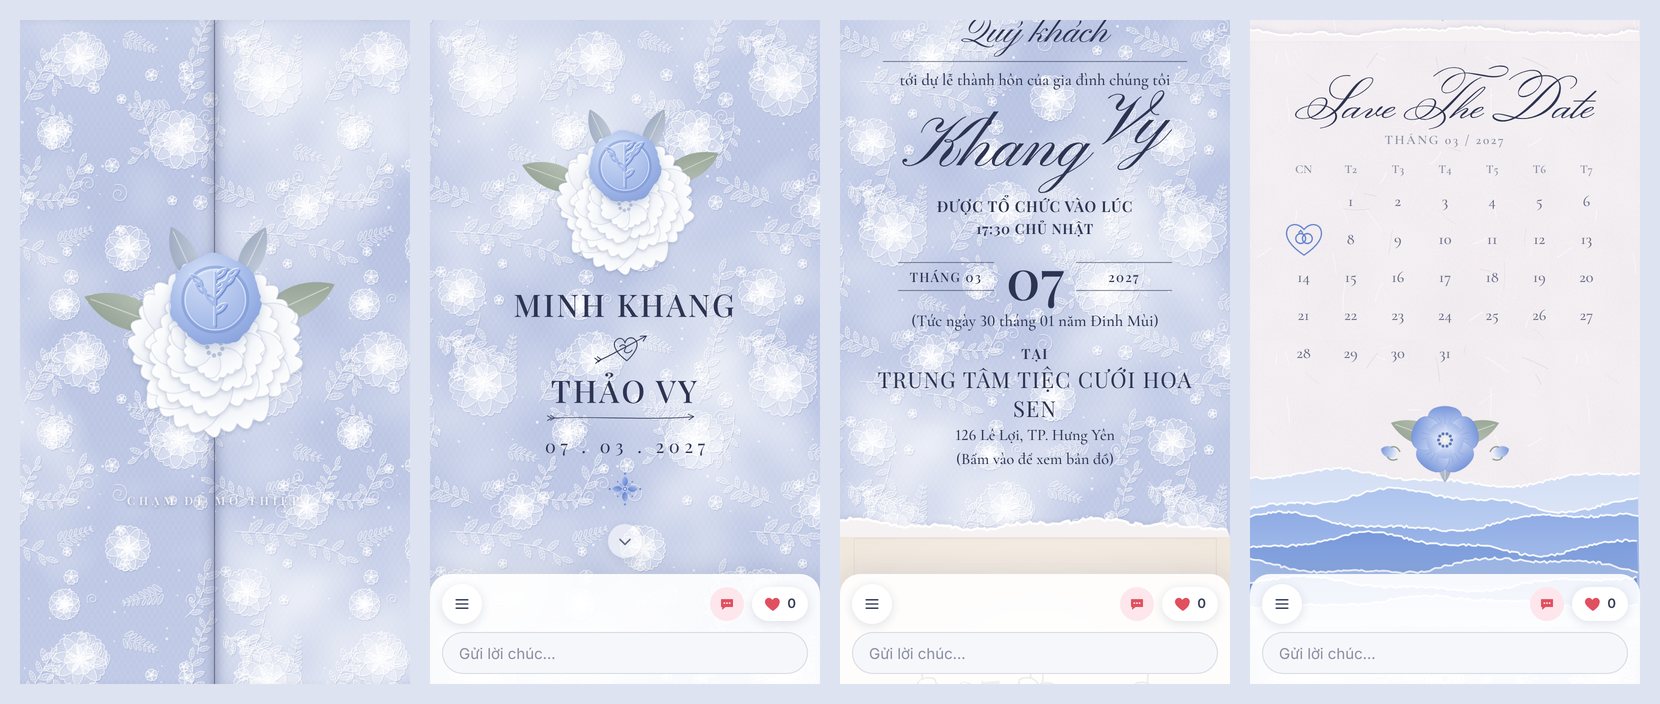 CHẠM ĐỂ MỞ THIỆP
MINH KHANG
THẢO VY
07 . 03 . 2027
0
Gửi lời chúc...
Quý khách
tới dự lễ thành hôn của gia đình chúng tôi
Khang Vy
ĐƯỢC TỔ CHỨC VÀO LÚC
17:30 CHỦ NHẬT
THÁNG 03 07 2027
(Tức ngày 30 tháng 01 năm Đinh Mùi)
TẠI
TRUNG TÂM TIỆC CƯỚI HOA
SEN
126 Lê Lợi, TP. Hưng Yên
(Bấm vào để xem bản đồ)
0
Gửi lời chúc...
Save The Date
THÁNG 03 / 2027
CN T2 T3 T4 T5 T6 T7
1 2 3 4 5 6
8 9 10 11 12 13
14 15 16 17 18 19 20
21 22 23 24 25 26 27
28 29 30 31
0
Gửi lời chúc...